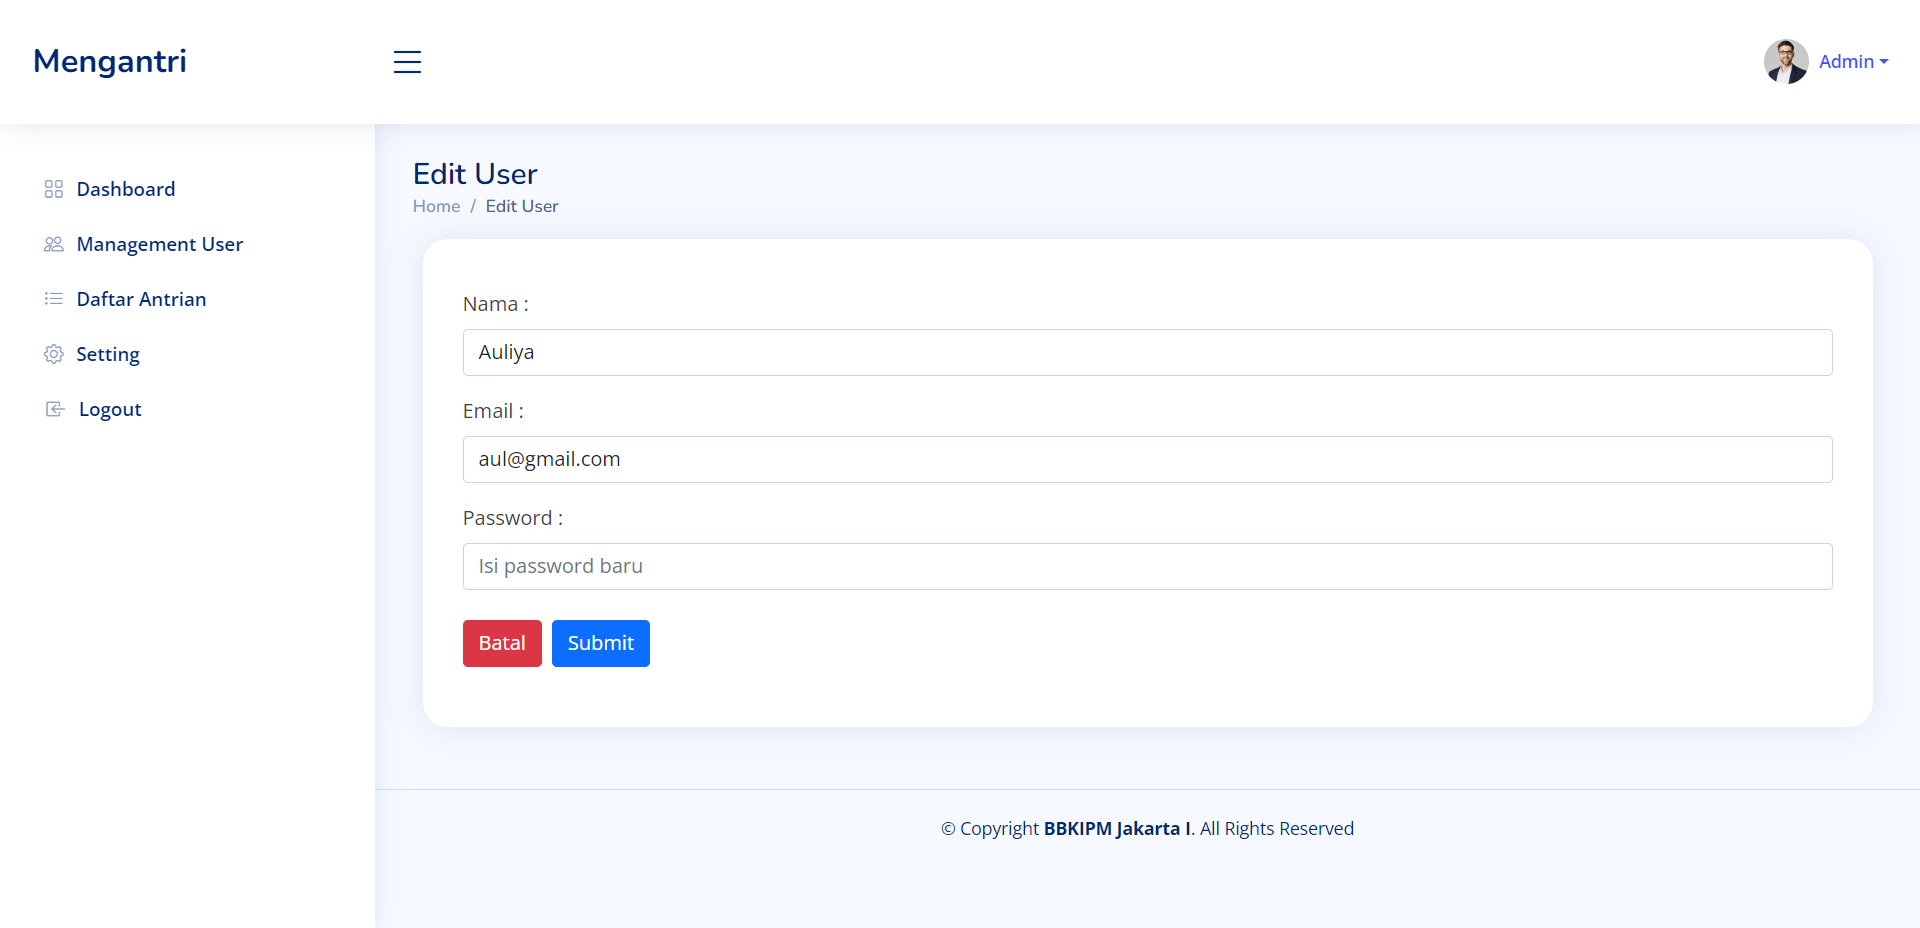 Mengantri
Admin
Dashboard
Management User
Daftar Antrian
Setting
Logout
Edit User
Home / Edit User
Nama :
Auliya
Email :
aul@gmail.com
Password :
Isi password baru
Batal Submit
© Copyright BBKIPM Jakarta I. All Rights Reserved